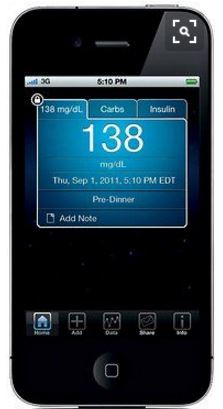 3G 5:10 PM
138 mg/dL Carbs Insulin
138
mg/dL
Thu, Sep 1, 2011, 5:10 PM EDT
Pre-Dinner
Add Note
Home Add Data Share Info